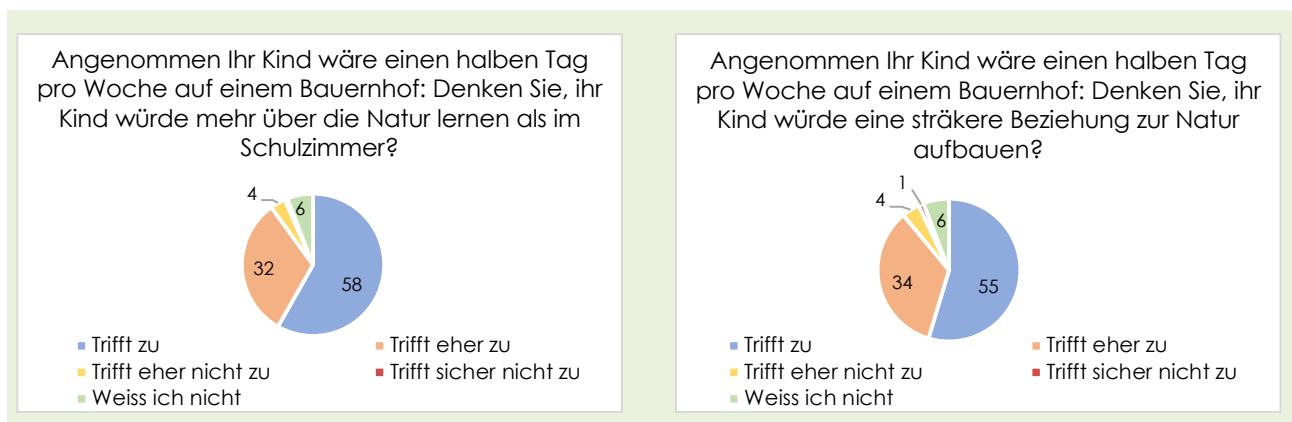 Angenommen Ihr Kind wäre einen halben Tag
pro Woche auf einem Bauernhof: Denken Sie, ihr
Kind würde mehr über die Natur lernen als im
Schulzimmer?
4
6
32
58
Trifft zu
Trifft eher zu
Trifft eher nicht zu
Trifft sicher nicht zu
Weiss ich nicht
Angenommen Ihr Kind wäre einen halben Tag
pro Woche auf einem Bauernhof: Denken Sie, ihr
Kind würde eine sträkere Beziehung zur Natur
aufbauen?
1
4
6
34
55
Trifft zu
Trifft eher zu
Trifft eher nicht zu
Trifft sicher nicht zu
Weiss ich nicht